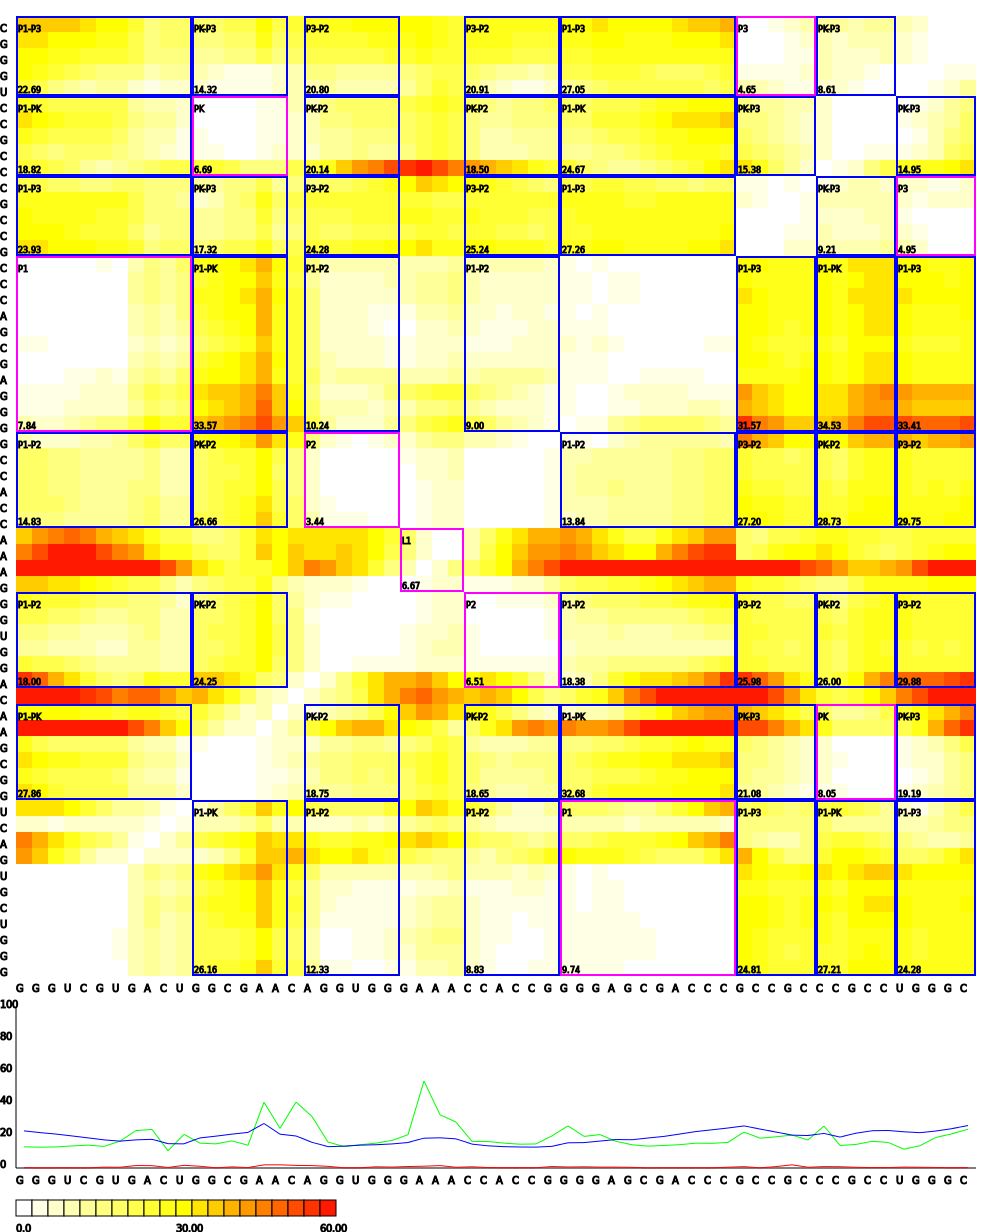 C P1-P3 PK-P3 P3-P2 P3-P2 P1-P3 P3 PK-P3
G
G
G
U 22.69 14.32 20.80 20.91 27.05 4.65 8.61
C P1-PK PK PK-P2 PK-P2 P1-PK PK-P3 PK-P3
C
G
C
C 18.82 6.69 20.14 18.50 24.67 15.38 14.95
C P1-P3 PK-P3 P3-P2 P3-P2 P1-P3 PK-P3 P3
G
C
C
G 23.93 17.32 24.28 25.24 27.26 9.21 4.95
C P1 P1-PK P1-P2 P1-P2 P1-P3 P1-PK P1-P3
C
C
A
G
C
G
A
G
G
G 7.84 33.57 10.24 9.00 31.57 34.53 33.41
G P1-P2 PK-P2 P2 P1-P2 P3-P2 PK-P2 P3-P2
C
C
A
C
C 14.83 26.66 3.44 13.84 27.20 28.73 29.75
A L1
A
A
G 6.67
G P1-P2 PK-P2 P2 P1-P2 P3-P2 PK-P2 P3-P2
G
U
G
G
A 18.00 24.25 6.51 18.38 25.98 26.00 29.88
C
A P1-PK PK-P2 PK-P2 P1-PK PK-P3 PK PK-P3
A
G
C
G
G 27.86 18.75 18.65 32.68 21.08 8.05 19.19
U P1-PK P1-P2 P1-P2 P1 P1-P3 P1-PK P1-P3
C
A
G
U
G
C
U
G
G
G 26.16 12.33 8.83 9.74 24.81 27.21 24.28
G G G U C G U G A C U G G C G A A C A G G U G G G A A A C C A C C G G G G A G C G A C C C G C C G C C C G C C U G G G C
100
80
60
40
20
0
G G G U C G U G A C U G G C G A A C A G G U G G G A A A C C A C C G G G G A G C G A C C C G C C G C C C G C C U G G G C
0.0 30.00 60.00